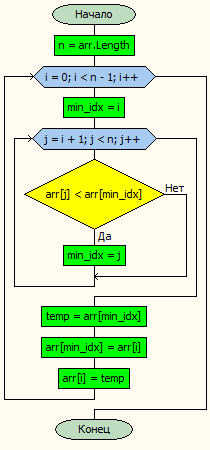 Начало
n = arr.Length
i = 0; i < n - 1; i++
min_idx = i
j = i + 1; j < n; j++
arr[j] < arr[min_idx]
Нет
Да
min_idx = j
temp = arr[min_idx]
arr[min_idx] = arr[i]
arr[i] = temp
Конец